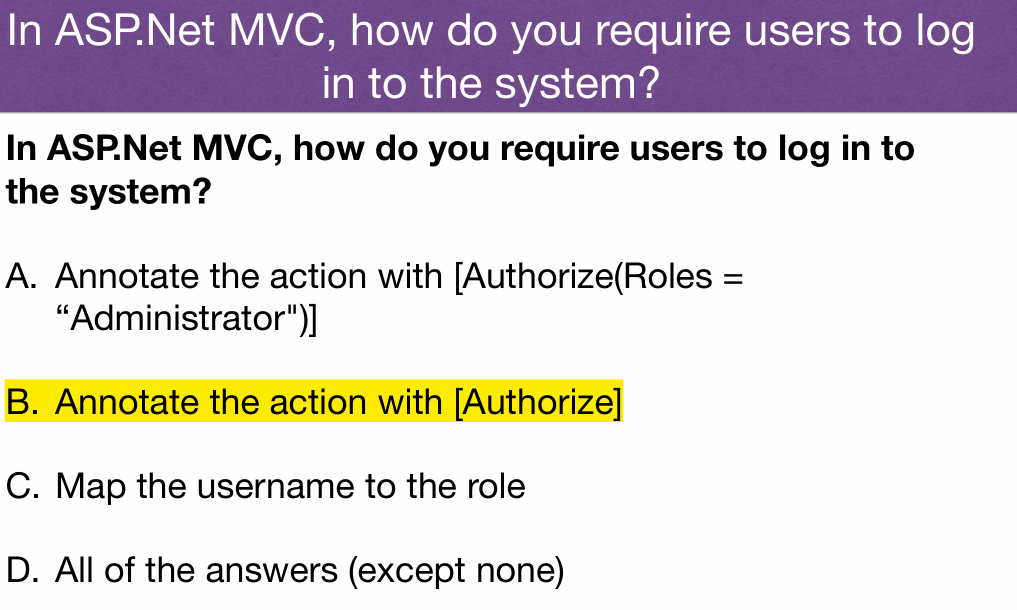 In ASP.Net MVC, how do you require users to log
in to the system?
In ASP.Net MVC, how do you require users to log in to
the system?
A. Annotate the action with [Authorize(Roles =
“Administrator")]
B. Annotate the action with [Authorize]
C. Map the username to the role
D. All of the answers (except none)